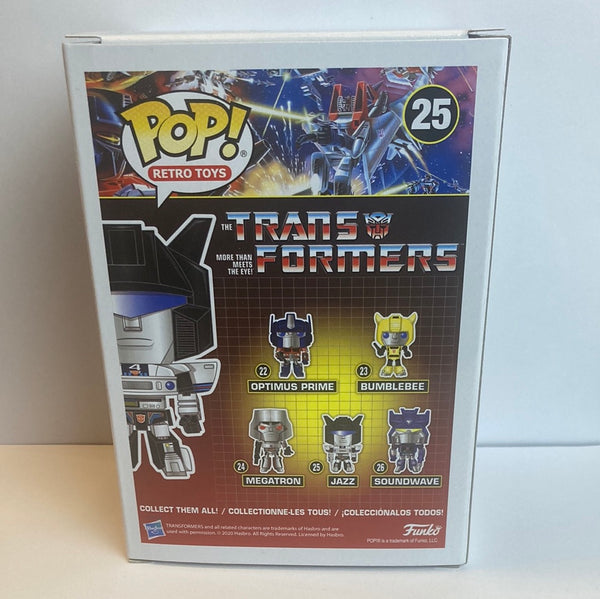 POP!
RETRO TOYS
25
THE TRANSFORMERS
MORE THAN
MEETS
THE EYE!
4
22
OPTIMUS PRIME
23
BUMBLEBEE
24
MEGATRON
25
JAZZ
26
SOUNDWAVE
COLLECT THEM ALL! / COLLECTIONNE-LES TOUS! / ¡COLECCIÓNALOS TODOS!
Hasbro
TRANSFORMERS and all related characters are trademarks of Hasbro and are
used with permission. © 2020 Hasbro. All Rights Reserved. Licensed by Hasbro.
Funko
POP!® is a trademark of Funko, LLC.